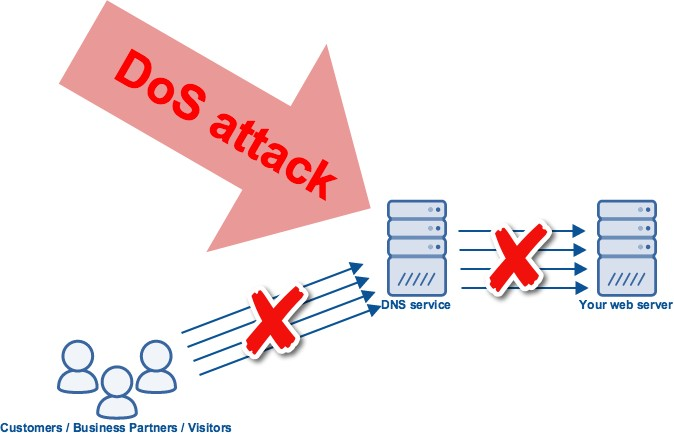 DoS attack
DNS service
Your web server
Customers / Business Partners / Visitors